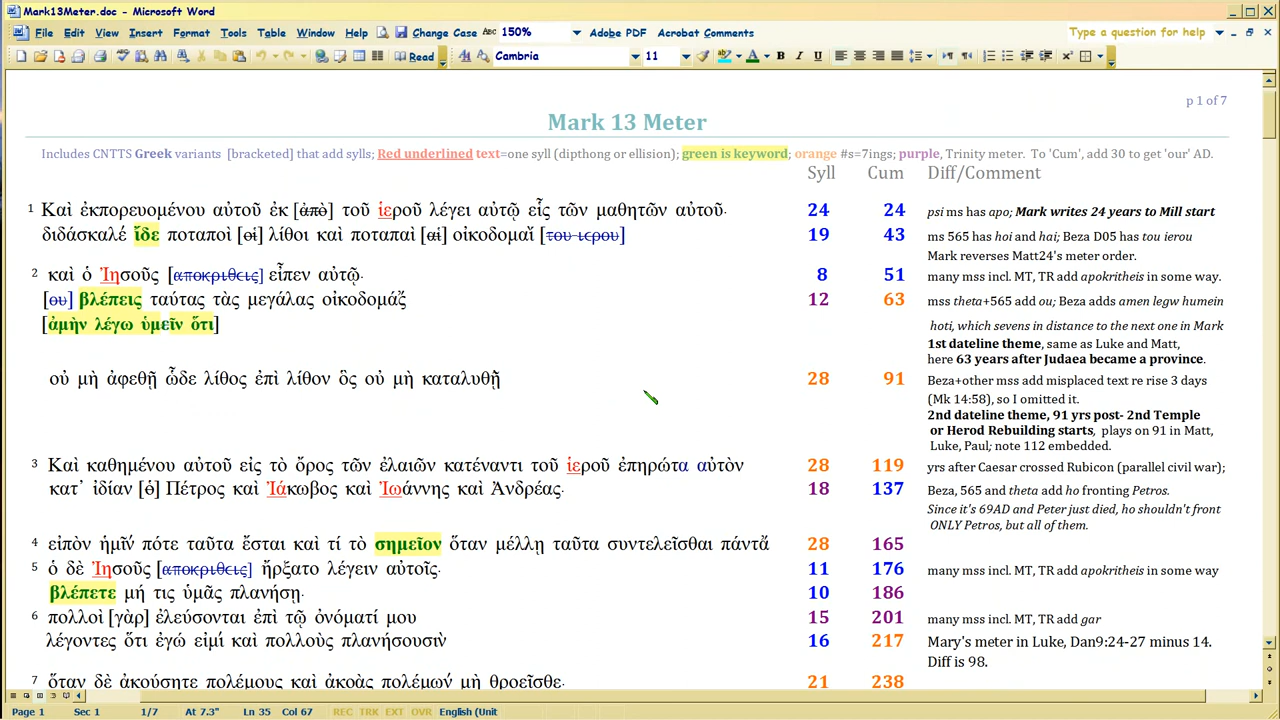 Mark13Meter.doc - Microsoft Word
File Edit View Insert Format Tools Table Window Help Change Case 150% Adobe PDF Acrobat Comments Type a question for help
Read Cambria 11 B I U
p 1 of 7
Mark 13 Meter
Includes CNTTS Greek variants [bracketed] that add sylls; Red underlined text=one syll (dipthong or ellision); green is keyword; orange #s=7ings; purple, Trinity meter. To 'Cum', add 30 to get 'our' AD.
Syll Cum Diff/Comment
1 Καὶ ἐκπορευομένου αὐτοῦ ἐκ [ἀπὸ] τοῦ ἱεροῦ λέγει αὐτῷ εἷς τῶν μαθητῶν αὐτοῦ· 24 24 psi ms has apo; Mark writes 24 years to Mill start
διδάσκαλέ ἴδε ποταποὶ [οἱ] λίθοι καὶ ποταπαὶ [αἱ] οἰκοδομαΐ [του ιερου] 19 43 ms 565 has hoi and hai; Beza D05 has tou ierou
Mark reverses Matt24's meter order.
2 καὶ ὁ Ἰησοῦς [αποκριθεις] εἶπεν αὐτῷ· 8 51 many mss incl. MT, TR add apokritheis in some way.
[ου] βλέπεις ταύτας τὰς μεγάλας οἰκοδομάξ 12 63 mss theta+565 add ou; Beza adds amen legw humein
[ἀμὴν λέγω ὑμεῖν ὅτι] hoti, which sevens in distance to the next one in Mark
1st dateline theme, same as Luke and Matt,
here 63 years after Judaea became a province.
οὐ μὴ ἀφεθῇ ὧδε λίθος ἐπὶ λίθον ὃς οὐ μὴ καταλυθῇ 28 91 Beza+other mss add misplaced text re rise 3 days
(Mk 14:58), so I omitted it.
2nd dateline theme, 91 yrs post- 2nd Temple
or Herod Rebuilding starts, plays on 91 in Matt,
Luke, Paul; note 112 embedded.
3 Καὶ καθημένου αὐτοῦ εἰς τὸ ὄρος τῶν ἐλαιῶν κατέναντι τοῦ ἱεροῦ ἐπηρώτα αὐτὸν 28 119 yrs after Caesar crossed Rubicon (parallel civil war);
κατ᾽ ἰδίαν [ὁ] Πέτρος καὶ Ἰάκωβος καὶ Ἰωάννης καὶ Ἀνδρέας· 18 137 Beza, 565 and theta add ho fronting Petros.
Since it's 69AD and Peter just died, ho shouldn't front
ONLY Petros, but all of them.
4 εἰπὸν ἡμῖν πότε ταῦτα ἔσται καὶ τί τὸ σημεῖον ὅταν μέλλῃ ταῦτα συντελεῖσθαι πάντα 28 165
5 ὁ δὲ Ἰησοῦς [αποκριθεις] ἤρξατο λέγειν αὐτοῖς· 11 176 many mss incl. MT, TR add apokritheis in some way
βλέπετε μή τις ὑμᾶς πλανήσῃ· 10 186
6 πολλοὶ [γὰρ] ἐλεύσονται ἐπὶ τῷ ὀνόματί μου 15 201 many mss incl. MT, TR add gar
λέγοντες ὅτι ἐγώ εἰμί καὶ πολλοὺς πλανήσουσιν 16 217 Mary's meter in Luke, Dan9:24-27 minus 14.
Diff is 98.
7 ὅταν δὲ ἀκούσητε πολέμους καὶ ἀκοὰς πολέμων μὴ θροεῖσθε· 21 238
Page 1 Sec 1 1/7 At 7.3" Ln 35 Col 67 REC TRK EXT OVR English (Unit